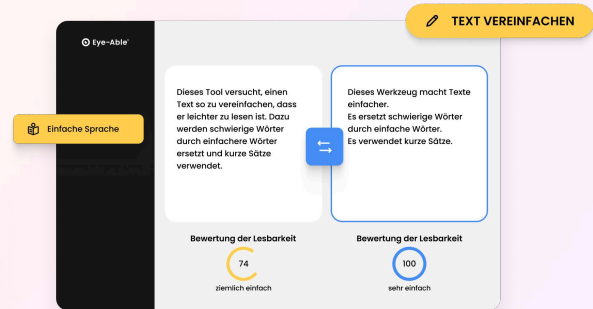 TEXT VEREINFACHEN
Eye-Able®
Einfache Sprache
Dieses Tool versucht, einen
Text so zu vereinfachen, dass
er leichter zu lesen ist. Dazu
werden schwierige Wörter
durch einfachere Wörter
ersetzt und kurze Sätze
verwendet.
Dieses Werkzeug macht Texte
einfacher.
Es ersetzt schwierige Wörter
durch einfache Wörter.
Es verwendet kurze Sätze.
Bewertung der Lesbarkeit
74
ziemlich einfach
Bewertung der Lesbarkeit
100
sehr einfach